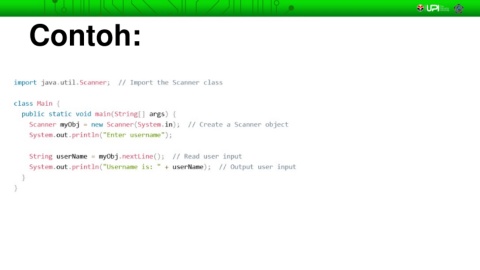 UPI
Contoh:
import java.util.Scanner;  // Import the Scanner class
class Main {
  public static void main(String[] args) {
    Scanner myObj = new Scanner(System.in);  // Create a Scanner object
    System.out.println("Enter username");
    String userName = myObj.nextLine();  // Read user input
    System.out.println("Username is: " + userName);  // Output user input
  }
}